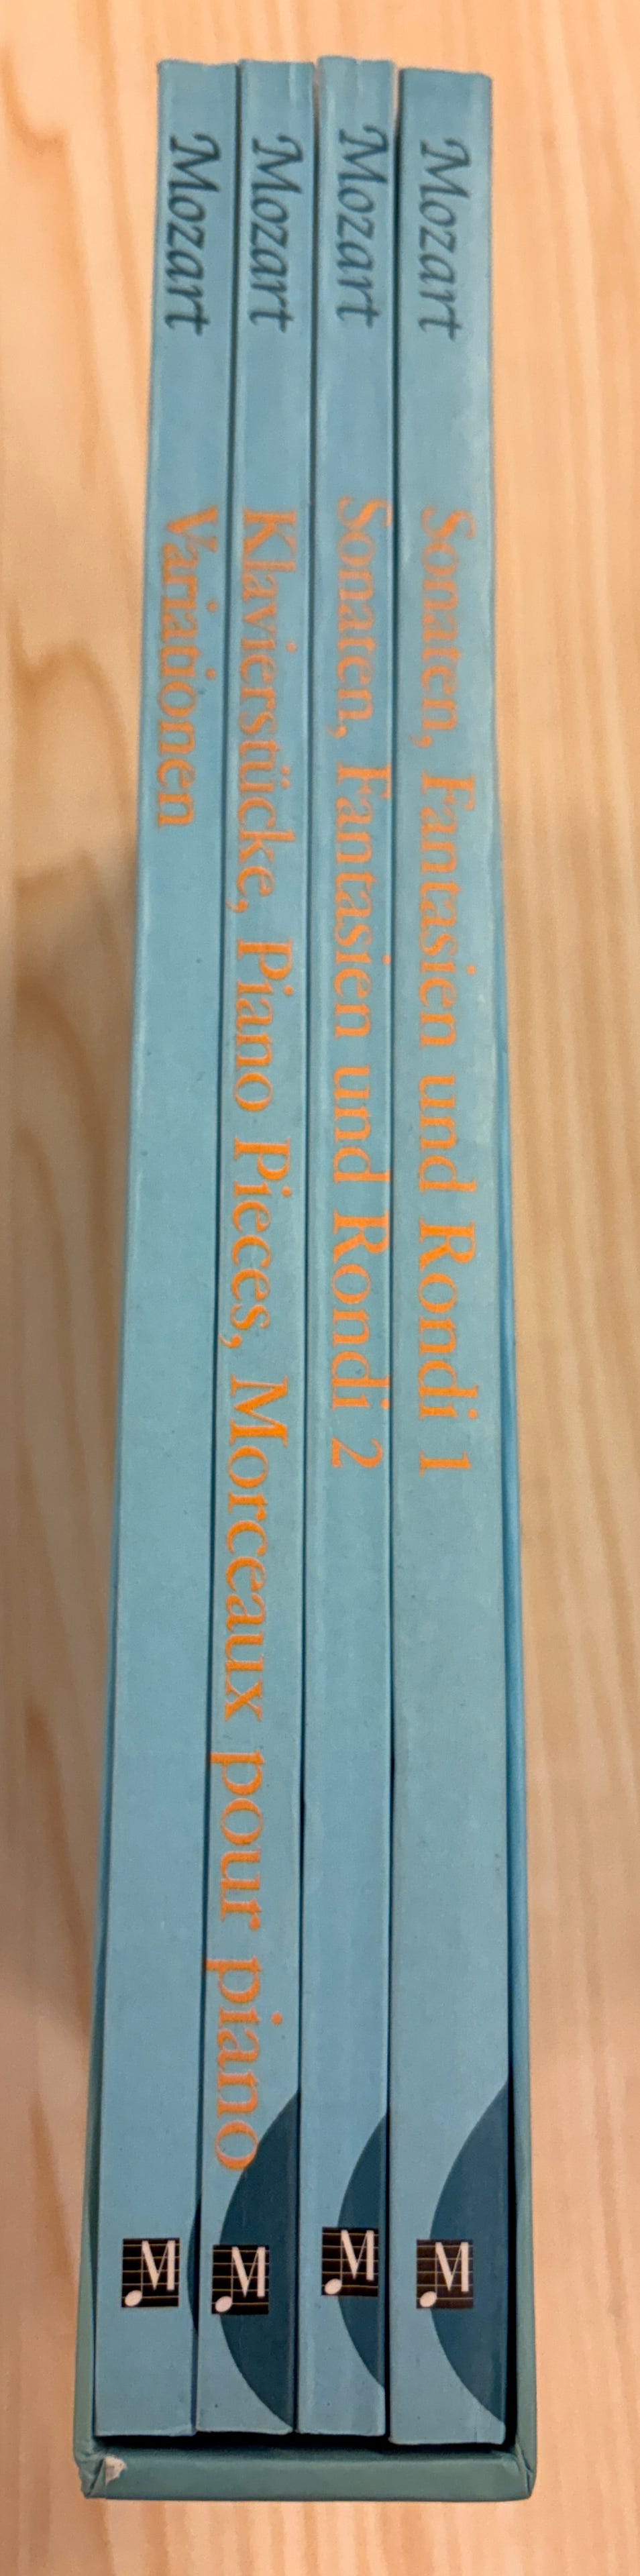 Mozart Variationen
M
Mozart Klavierstücke, Piano Pieces, Morceaux pour piano
M
Mozart Sonaten, Fantasien und Rondi 2
M
Mozart Sonaten, Fantasien und Rondi 1
M